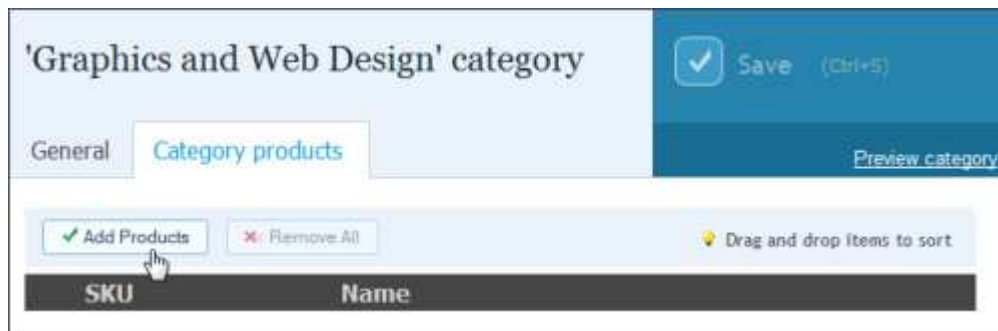 'Graphics and Web Design' category
Save (Ctrl+S)
General Category products
Preview category
Add Products Remove All Drag and drop items to sort
SKU Name